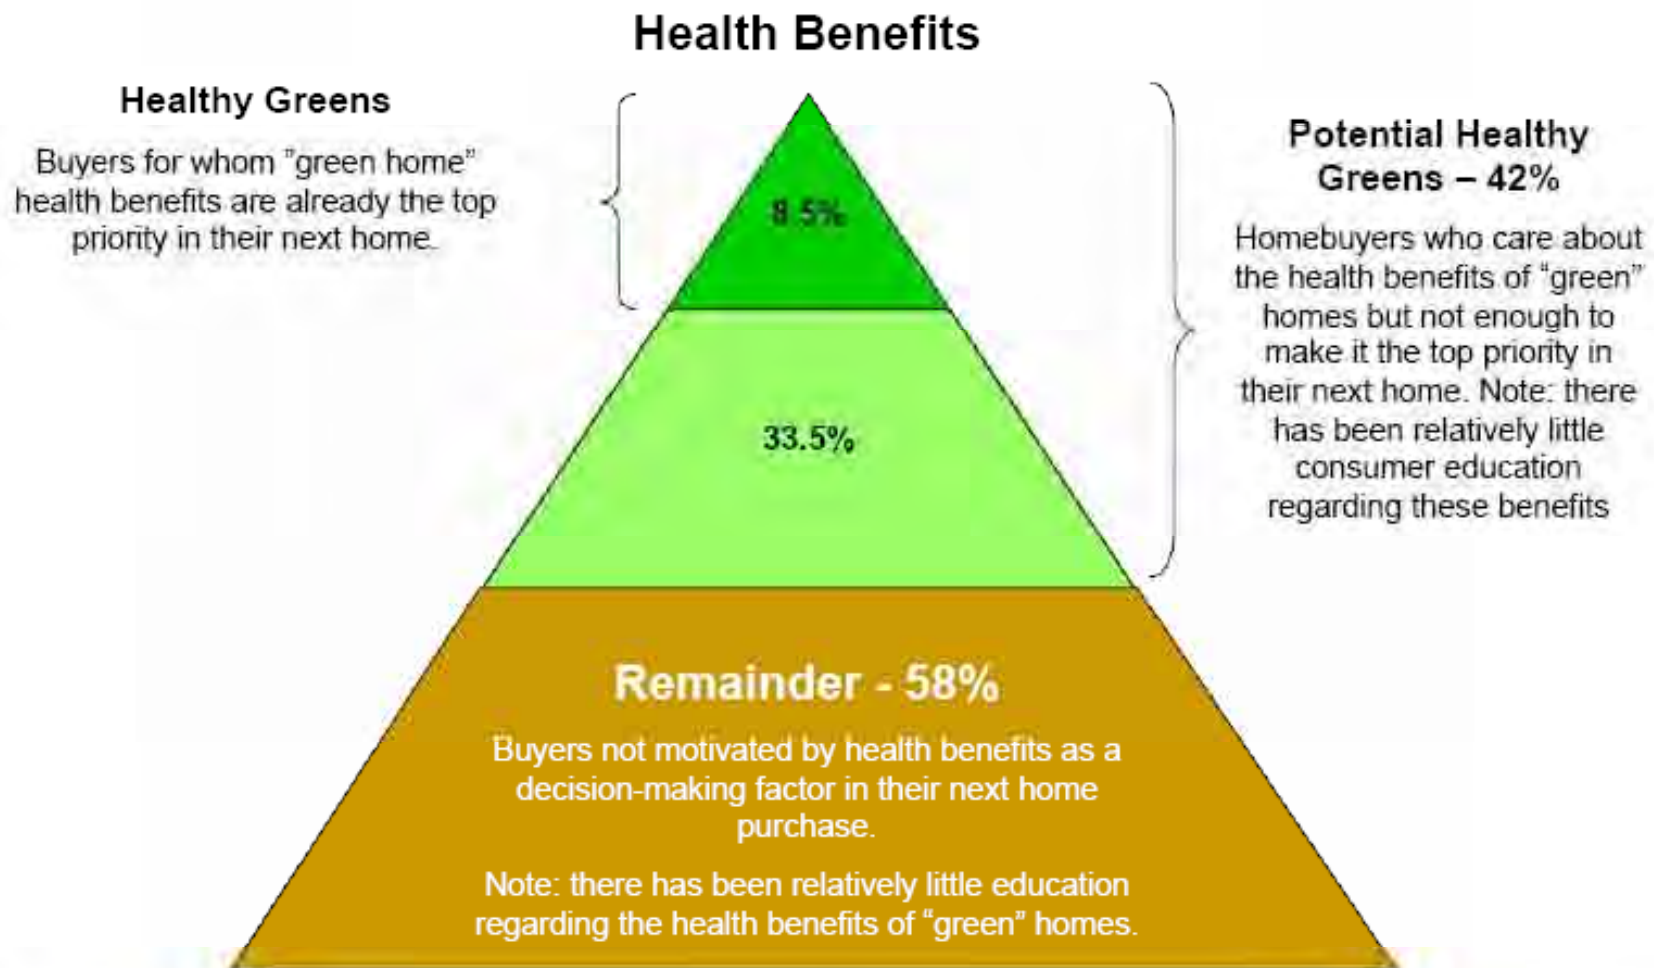 Health Benefits
Healthy Greens
Buyers for whom ”green home”
health benefits are already the top
priority in their next home.
8.5%
33.5%
Potential Healthy
Greens – 42%
Homebuyers who care about
the health benefits of “green”
homes but not enough to
make it the top priority in
their next home. Note: there
has been relatively little
consumer education
regarding these benefits
Remainder - 58%
Buyers not motivated by health benefits as a
decision-making factor in their next home
purchase.
Note: there has been relatively little education
regarding the health benefits of “green” homes.